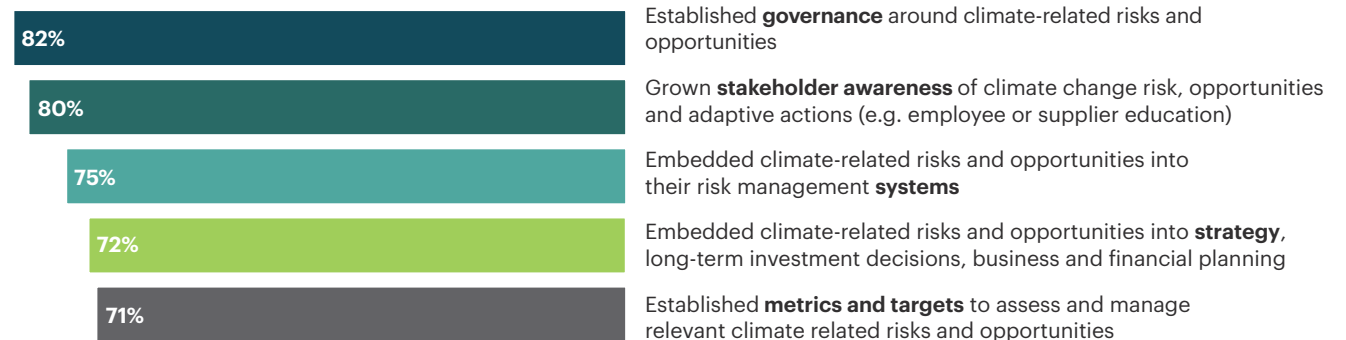 82%
Established governance around climate-related risks and
opportunities
80%
Grown stakeholder awareness of climate change risk, opportunities
and adaptive actions (e.g. employee or supplier education)
75%
Embedded climate-related risks and opportunities into
their risk management systems
72%
Embedded climate-related risks and opportunities into strategy,
long-term investment decisions, business and financial planning
71%
Established metrics and targets to assess and manage
relevant climate related risks and opportunities